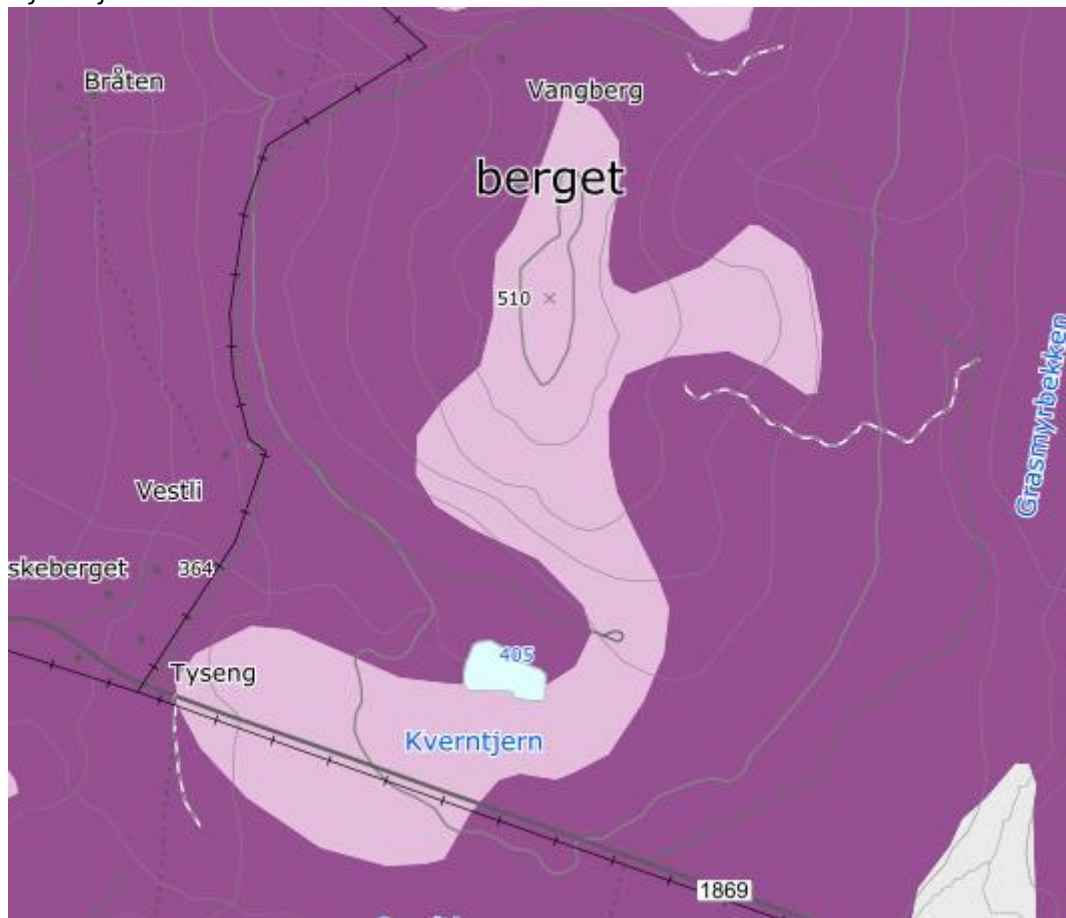 Bråten
Vangberg
berget
510
Grasmyrbekken
Vestli
skeberget
364
405
Tyseng
Kverntjern
1869